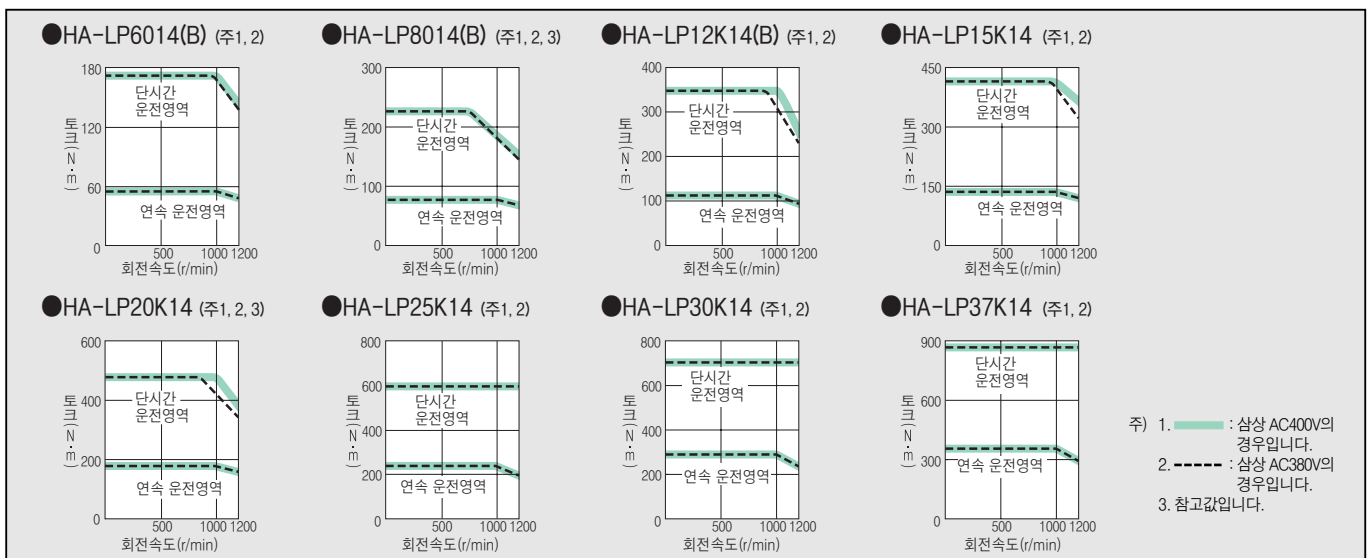 ●HA-LP6014(B) (주1, 2)
180
120
60
0
토크(N·m)
단시간
운전영역
연속 운전영역
500 1000 1200
회전속도(r/min)
●HA-LP8014(B) (주1, 2, 3)
300
200
100
0
토크(N·m)
단시간
운전영역
연속 운전영역
500 1000 1200
회전속도(r/min)
●HA-LP12K14(B) (주1, 2)
400
300
200
100
0
토크(N·m)
단시간
운전영역
연속 운전영역
500 1000 1200
회전속도(r/min)
●HA-LP15K14 (주1, 2)
450
300
150
0
토크(N·m)
단시간
운전영역
연속 운전영역
500 1000 1200
회전속도(r/min)
●HA-LP20K14 (주1, 2, 3)
600
400
200
0
토크(N·m)
단시간
운전영역
연속 운전영역
500 1000 1200
회전속도(r/min)
●HA-LP25K14 (주1, 2)
800
600
400
200
0
토크(N·m)
단시간
운전영역
연속 운전영역
500 1000 1200
회전속도(r/min)
●HA-LP30K14 (주1, 2)
800
600
400
200
0
토크(N·m)
단시간
운전영역
연속 운전영역
500 1000 1200
회전속도(r/min)
●HA-LP37K14 (주1, 2)
900
600
300
0
토크(N·m)
단시간
운전영역
연속 운전영역
500 1000 1200
회전속도(r/min)
주) 1. : 삼상 AC400V의
경우입니다.
2. : 삼상 AC380V의
경우입니다.
3. 참고값입니다.